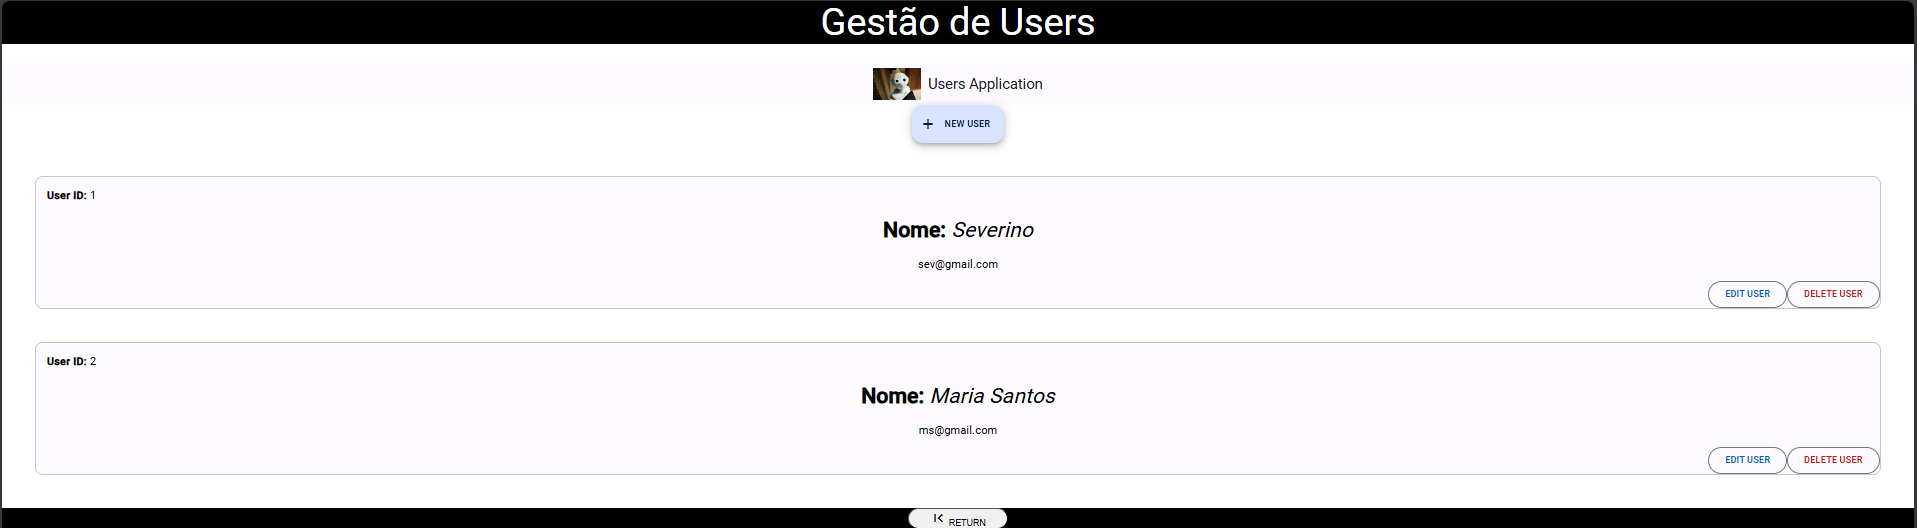 Gestão de Users
Users Application
NEW USER
User ID: 1
Nome: Severino
sev@gmail.com
EDIT USER DELETE USER
User ID: 2
Nome: Maria Santos
ms@gmail.com
EDIT USER DELETE USER
RETURN